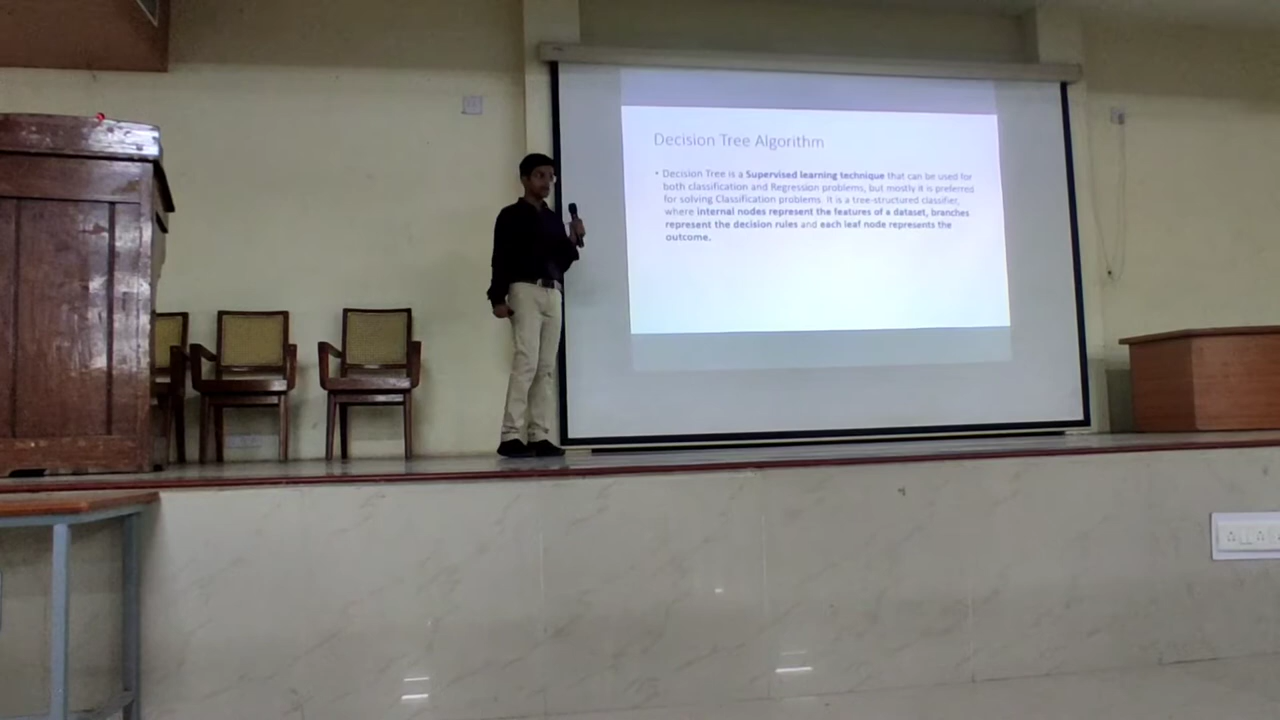 Decision Tree Algorithm
• Decision Tree is a Supervised learning technique that can be used for
both classification and Regression problems, but mostly it is preferred
for solving Classification problems. It is a tree-structured classifier,
where internal nodes represent the features of a dataset, branches
represent the decision rules and each leaf node represents the
outcome.